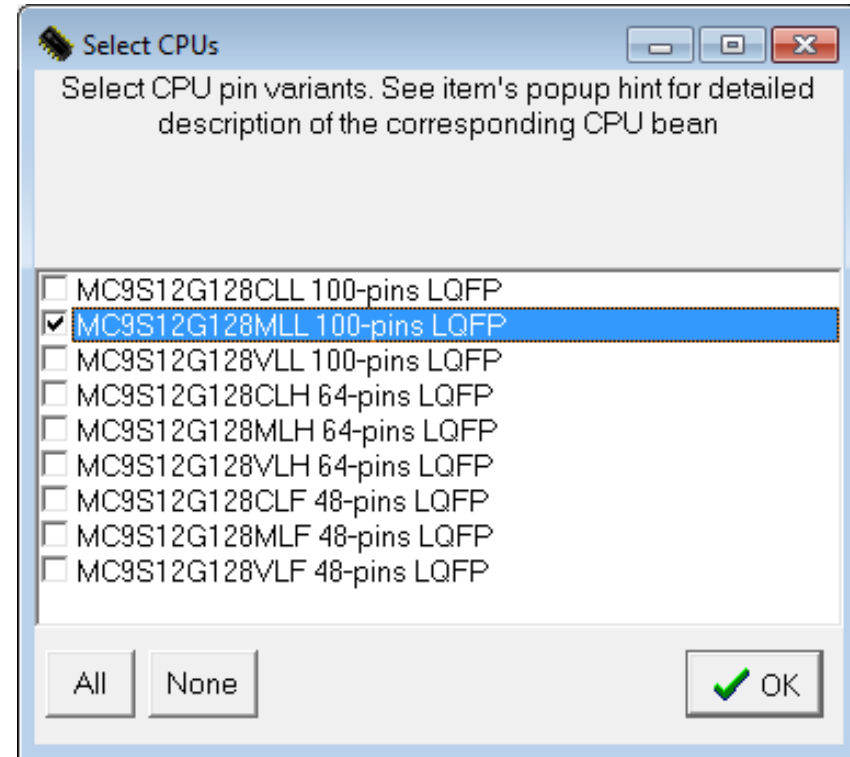 Select CPUs
Select CPU pin variants. See item's popup hint for detailed
description of the corresponding CPU bean
MC9S12G128CLL 100-pins LQFP
MC9S12G128MLL 100-pins LQFP
MC9S12G128VLL 100-pins LQFP
MC9S12G128CLH 64-pins LQFP
MC9S12G128MLH 64-pins LQFP
MC9S12G128VLH 64-pins LQFP
MC9S12G128CLF 48-pins LQFP
MC9S12G128MLF 48-pins LQFP
MC9S12G128VLF 48-pins LQFP
All None OK